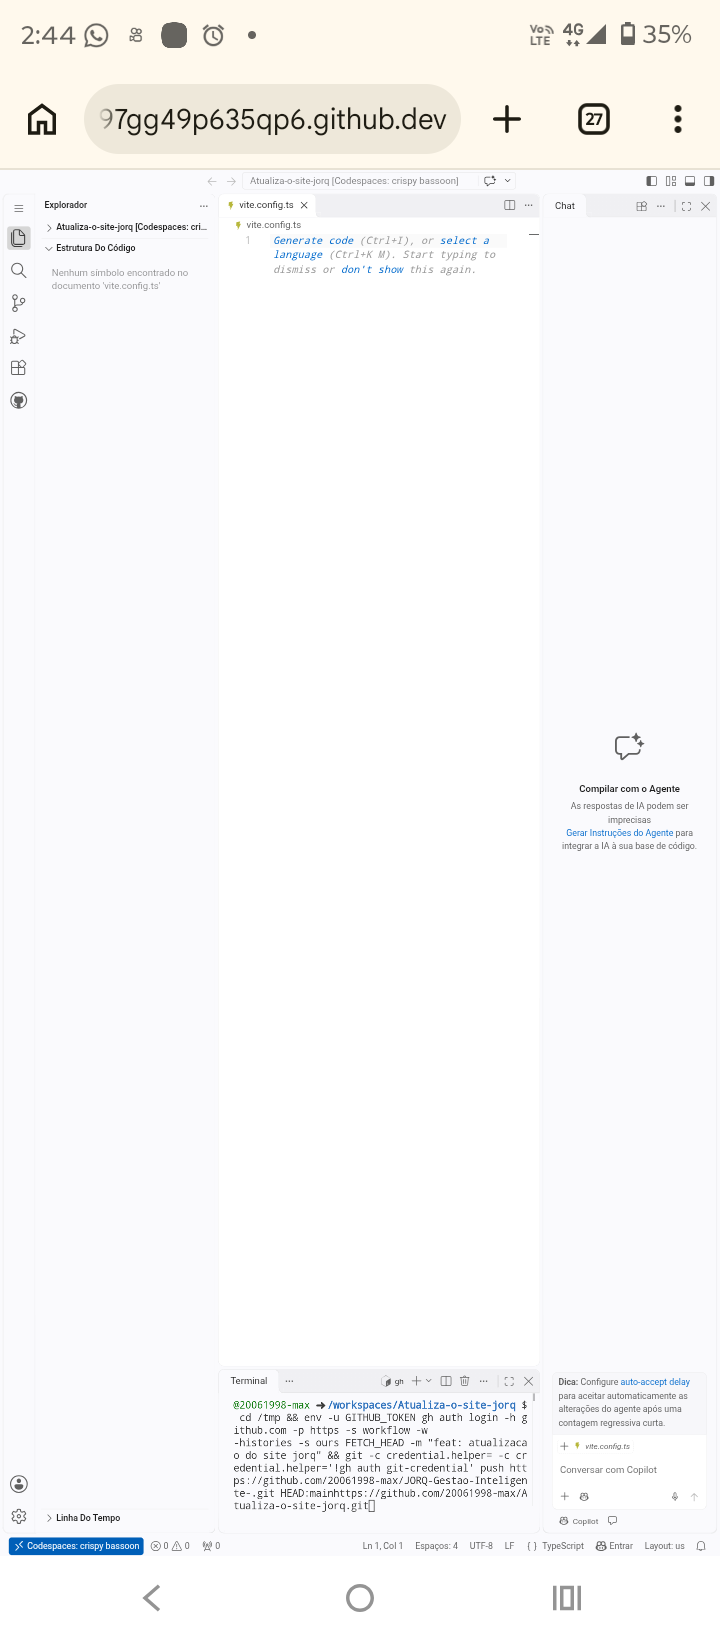 2:44
Vo LTE 4G 35%
97gg49p635qp6.github.dev
27
Atualiza-o-site-jorq [Codespaces: crispy bassoon]
Explorador
Atualiza-o-site-jorq [Codespaces: cri...
Estrutura Do Código
Nenhum símbolo encontrado no
documento 'vite.config.ts'
Linha Do Tempo
vite.config.ts
vite.config.ts
1
Generate code (Ctrl+I), or select a
language (Ctrl+K M). Start typing to
dismiss or don't show this again.
Terminal
gh
@20061998-max ➜ /workspaces/Atualiza-o-site-jorq $
cd /tmp && env -u GITHUB_TOKEN gh auth login -h g
ithub.com -p https -s workflow -w
-histories -s ours FETCH_HEAD -m "feat: atualizaca
o do site jorq" && git -c credential.helper= -c cr
edential.helper='!gh auth git-credential' push htt
ps://github.com/20061998-max/JORQ-Gestao-Inteligen
te-.git HEAD:mainhttps://github.com/20061998-max/A
tualiza-o-site-jorq.git
Chat
Compilar com o Agente
As respostas de IA podem ser
imprecisas
Gerar Instruções do Agente para
integrar a IA à sua base de código.
Dica: Configure auto-accept delay
para aceitar automaticamente as
alterações do agente após uma
contagem regressiva curta.
vite.config.ts
Conversar com Copilot
Copilot
Codespaces: crispy bassoon
0 0
0
Ln 1, Col 1
Espaços: 4
UTF-8
LF
{ } TypeScript
Entrar
Layout: us